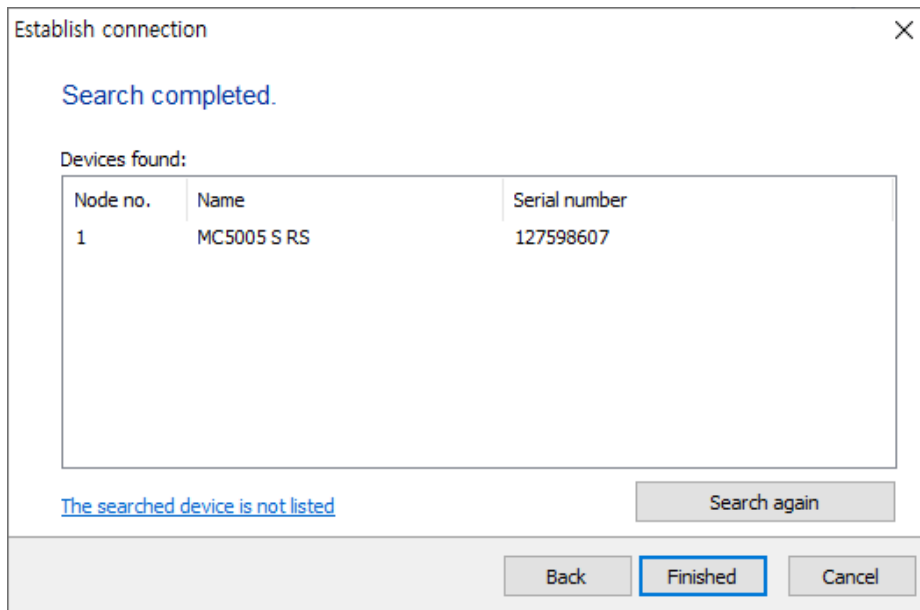 Establish connection
Search completed.
Devices found:
Node no. Name Serial number
1 MC5005 S RS 127598607
The searched device is not listed
Search again
Back Finished Cancel